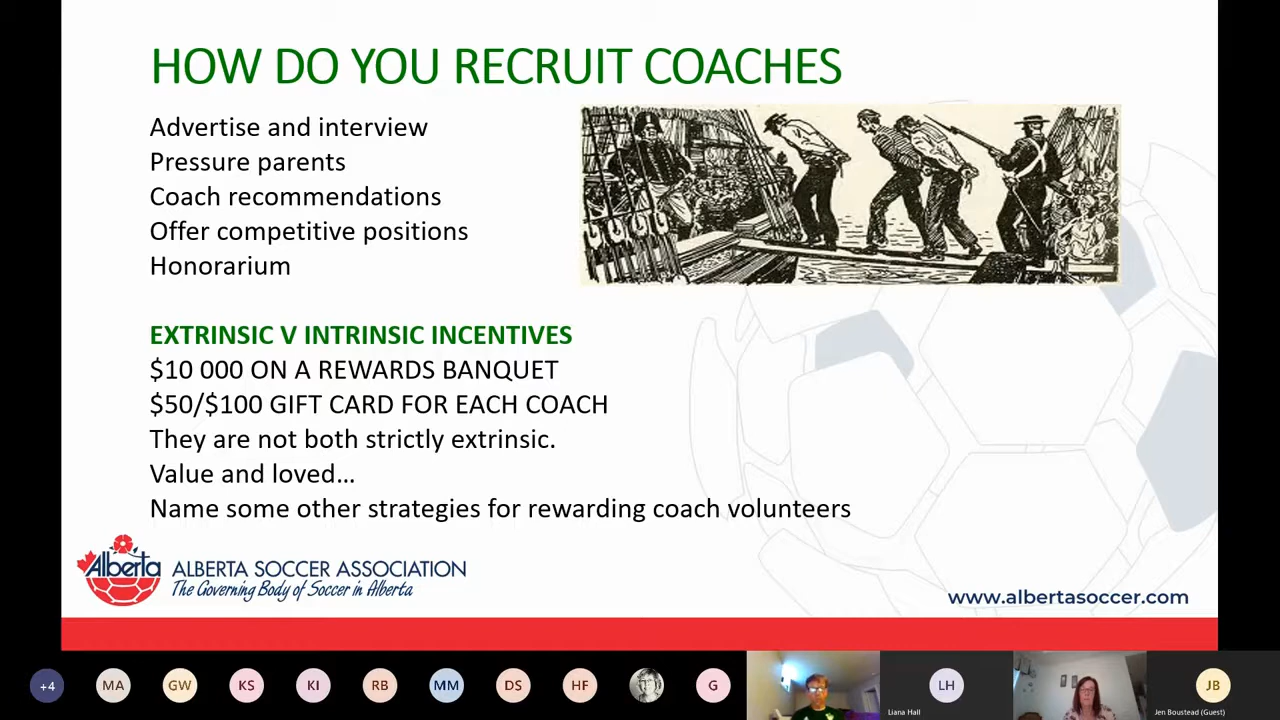 HOW DO YOU RECRUIT COACHES
Advertise and interview
Pressure parents
Coach recommendations
Offer competitive positions
Honorarium
EXTRINSIC V INTRINSIC INCENTIVES
$10 000 ON A REWARDS BANQUET
$50/$100 GIFT CARD FOR EACH COACH
They are not both strictly extrinsic.
Value and loved...
Name some other strategies for rewarding coach volunteers
Alberta
ALBERTA SOCCER ASSOCIATION
The Governing Body of Soccer in Alberta
www.albertasoccer.com
+4
MA
GW
KS
KI
RB
MM
DS
HF
G
LH
Liana Hall
JB
Jen Boustead (Guest)